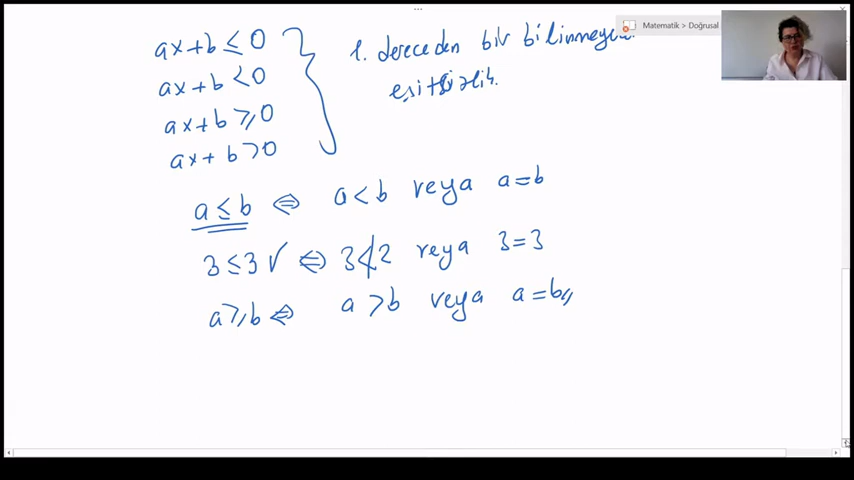 Matematik > Doğrusal
ax+b ≤ 0
ax+b < 0
ax+b ≥ 0
ax+b > 0
1. dereceden bir
eşitsizlik.
a ≤ b ⇔ a < b veya a = b
3 ≤ 3 ✓ ⇔ 3 ≮ 2 veya 3 = 3
a ≥ b ⇔ a > b veya a = b